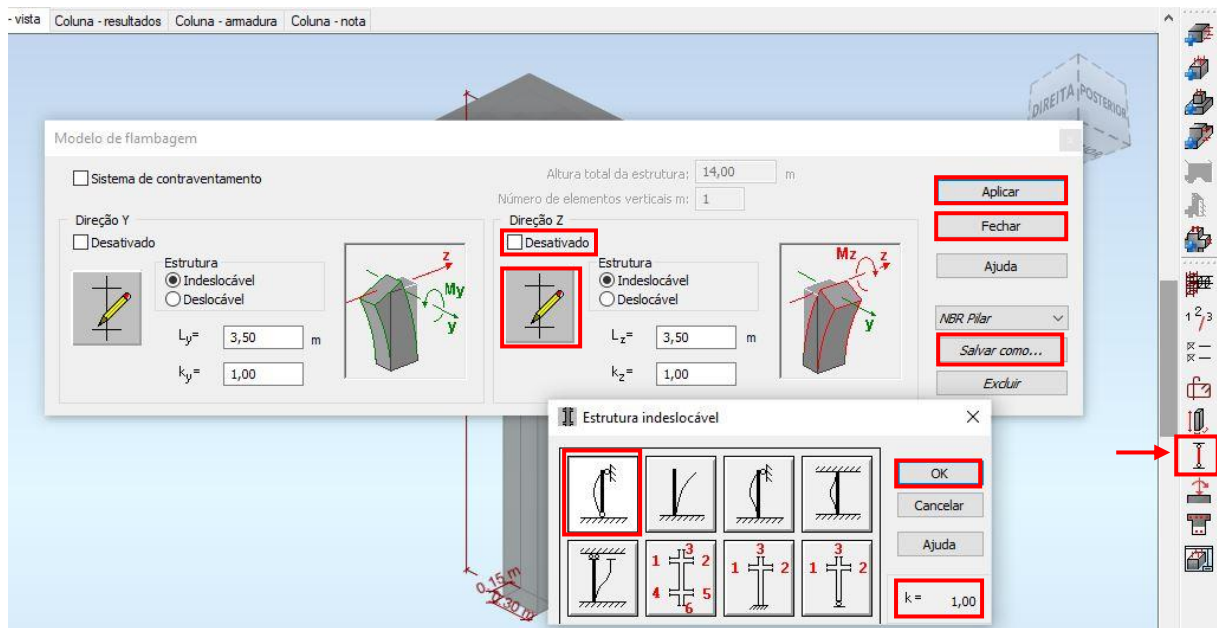 - vista Coluna - resultados Coluna - armadura Coluna - nota
DIREITA POSTERIOR
Modelo de flambagem
Sistema de contraventamento
Altura total da estrutura: 14,00 m
Número de elementos verticais m: 1
Aplicar
Fechar
Ajuda
NBR Pilar
Salvar como...
Excluir
Direção Y
Desativado
Estrutura
Indeslocável
Deslocável
Ly= 3,50 m
ky= 1,00
z
My
y
Direção Z
Desativado
Estrutura
Indeslocável
Deslocável
Lz= 3,50 m
kz= 1,00
Mz z
y
1 2/3
Estrutura indeslocável
OK
Cancelar
Ajuda
k = 1,00
1 3 2
4 5
6
1 3 2
1 3 2
0.15 m
0.30 m